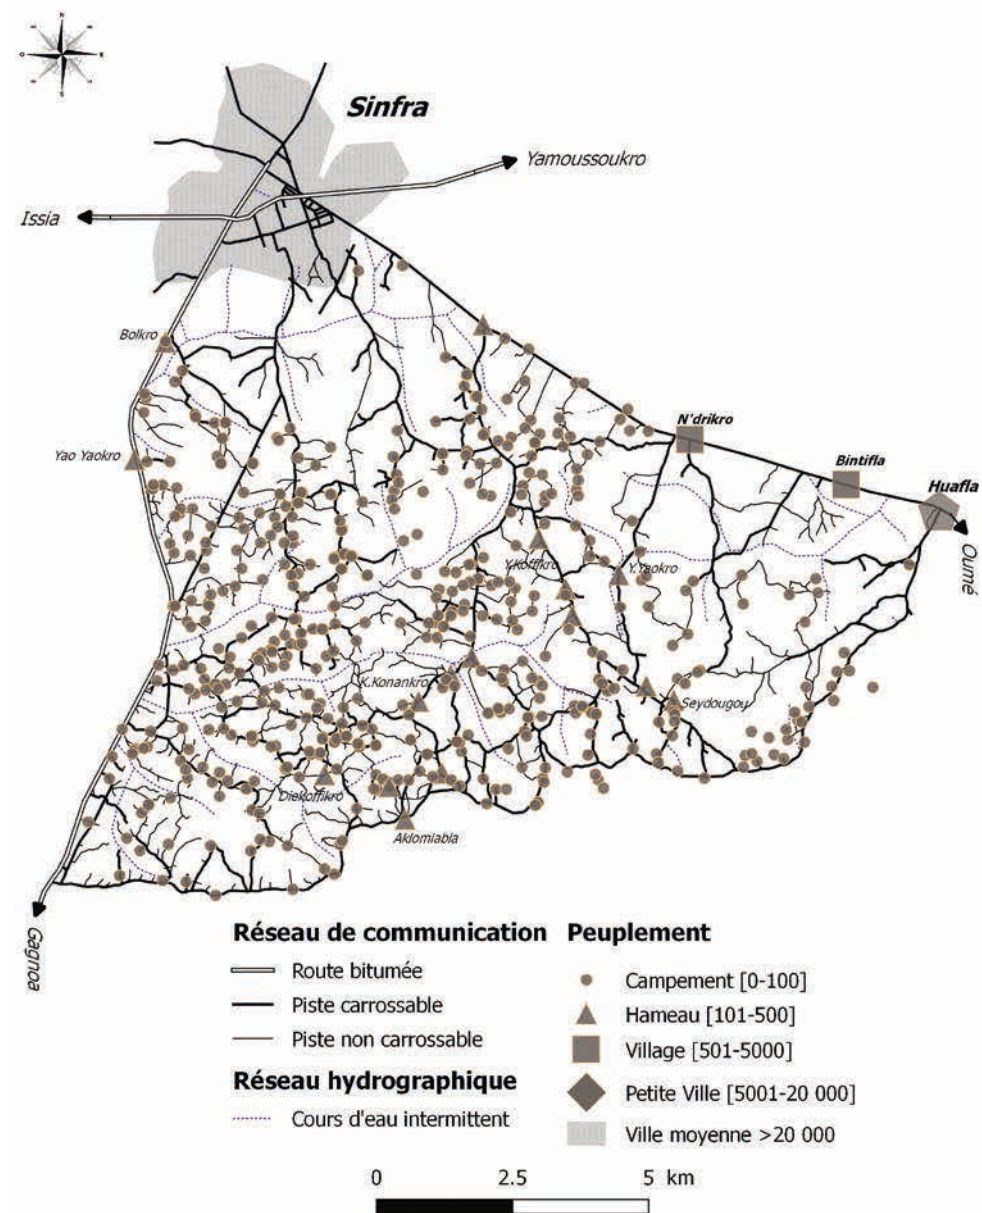 Sinfra
Yamoussoukro
Issia
Bolkro
N'drikro
Yao Yaokro
Bintifla
Huafla
Oumé
Y.Koffikro
Y.Yaokro
K.Konankro
Seydougou
Diekoffikro
Aklomiabla
Gagnoa
Réseau de communication
Route bitumée
Piste carrossable
Piste non carrossable
Réseau hydrographique
Cours d'eau intermittent
Peuplement
Campement [0-100]
Hameau [101-500]
Village [501-5000]
Petite Ville [5001-20 000]
Ville moyenne >20 000
0 2.5 5 km